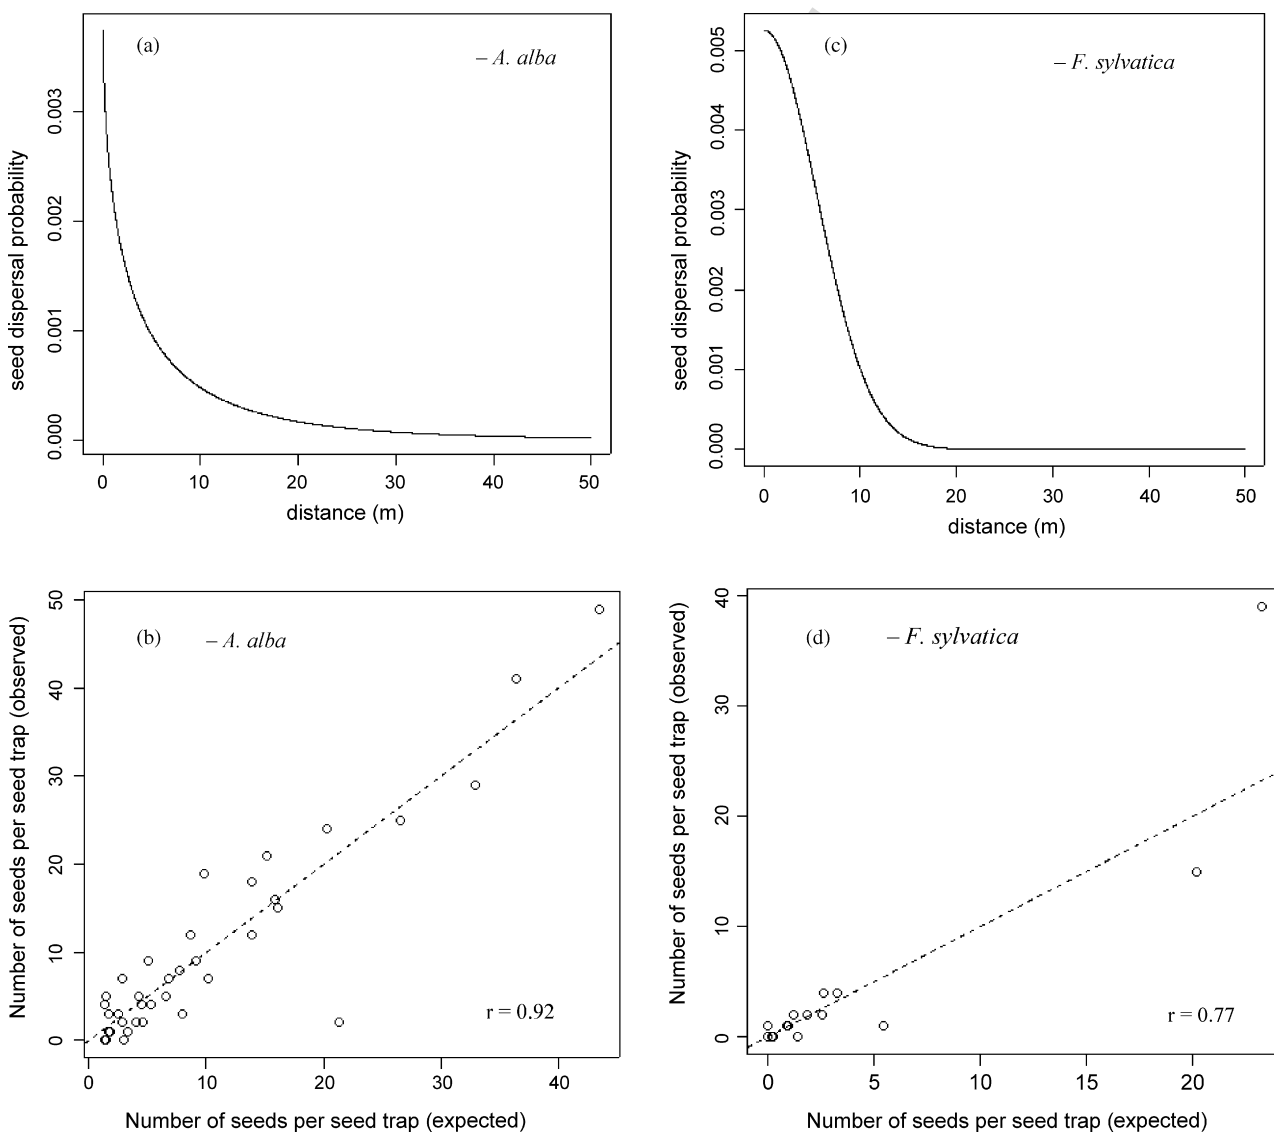 (a)
– A. alba
seed dispersal probability
0.000 0.001 0.002 0.003
0 10 20 30 40 50
distance (m)
(c)
– F. sylvatica
seed dispersal probability
0.000 0.001 0.002 0.003 0.004 0.005
0 10 20 30 40 50
distance (m)
(b)
– A. alba
Number of seeds per seed trap (observed)
0 10 20 30 40 50
r = 0.92
0 10 20 30 40
Number of seeds per seed trap (expected)
(d)
– F. sylvatica
Number of seeds per seed trap (observed)
0 10 20 30 40
r = 0.77
0 5 10 15 20
Number of seeds per seed trap (expected)